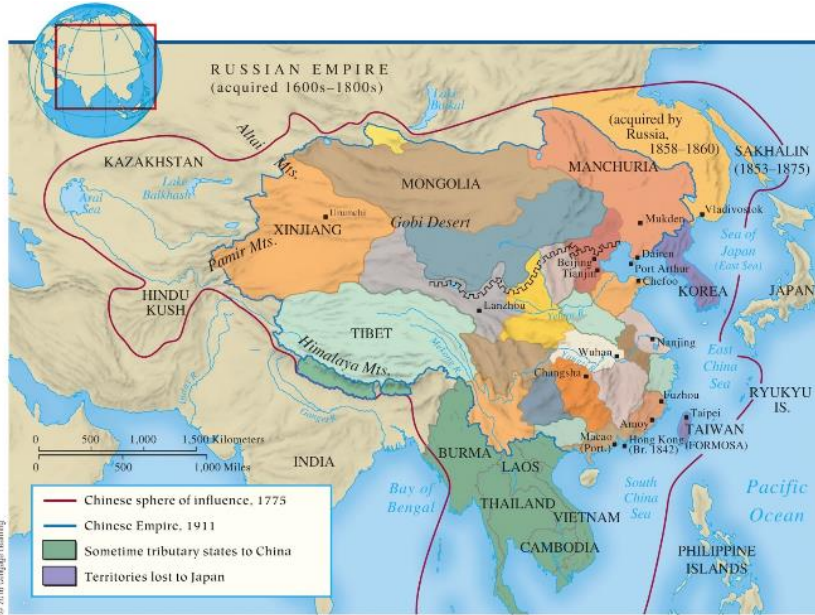 RUSSIAN EMPIRE
(acquired 1600s–1800s)
Lake
Baikal
(acquired by
Russia,
1858–1860)
SAKHALIN
(1853–1875)
Altai Mts.
KAZAKHSTAN
MONGOLIA
MANCHURIA
Aral
Sea
Lake
Balkhash
Urumchi
XINJIANG
Gobi Desert
Mukden
Vladivostok
Pamir Mts.
Sea of
Japan
(East Sea)
Beijing
Tianjin
Dairen
Port Arthur
Chefoo
HINDU
KUSH
Lanzhou
KOREA
JAPAN
TIBET
Yellow R.
Himalaya Mts.
Mekong R.
Indus R.
Ganges R.
Wuhan
Nanjing
Changsha
East
China
Sea
RYUKYU
IS.
Fuzhou
Amoy
Taipei
TAIWAN
(FORMOSA)
Macao
(Port.)
Hong Kong
(Br. 1842)
0 500 1,000 1,500 Kilometers
0 500 1,000 Miles
INDIA
BURMA
LAOS
THAILAND
VIETNAM
CAMBODIA
Bay of
Bengal
South
China
Sea
Pacific
Ocean
PHILIPPINE
ISLANDS
Chinese sphere of influence, 1775
Chinese Empire, 1911
Sometime tributary states to China
Territories lost to Japan